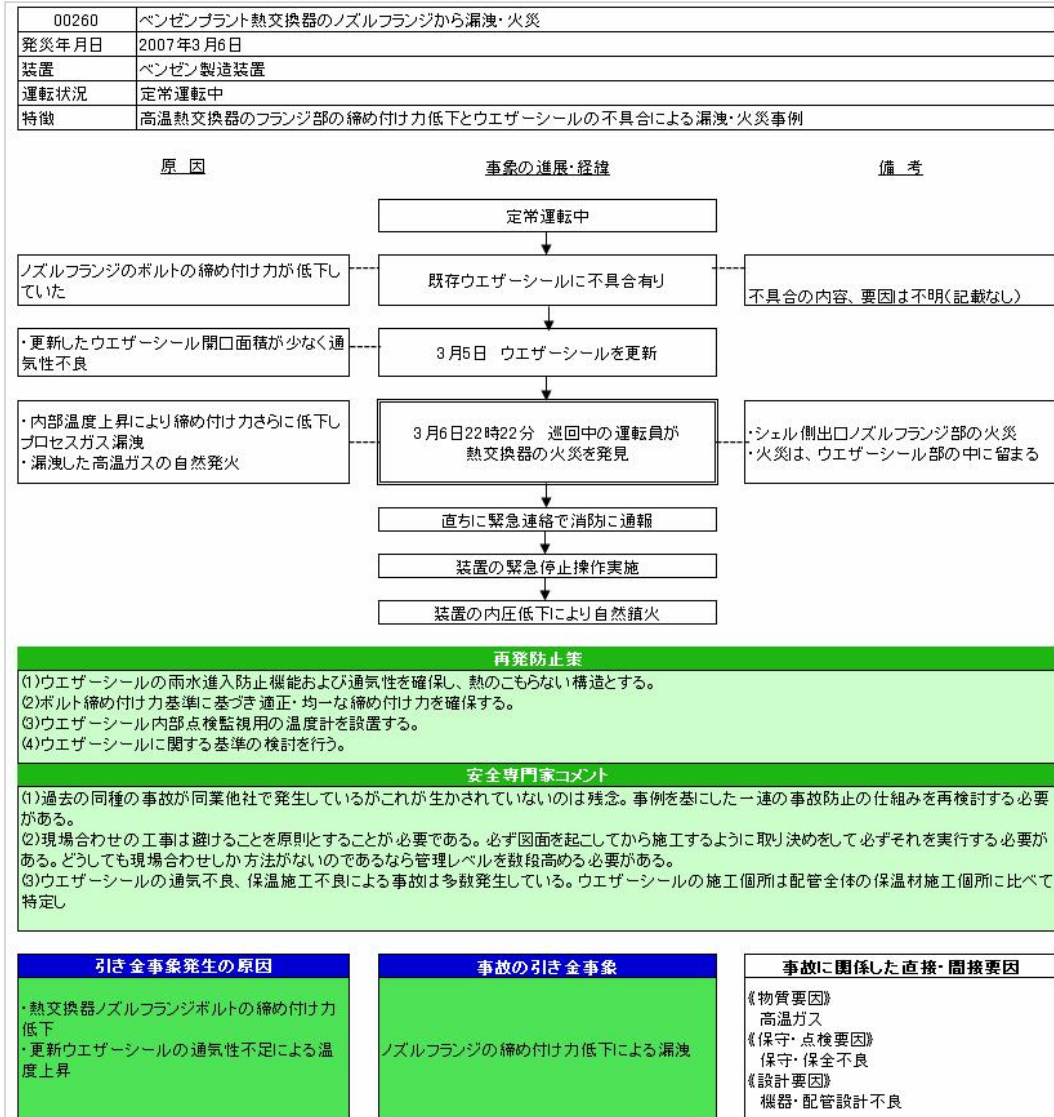 00260 ベンゼンプラント熱交換器のノズルフランジから漏洩・火災
発災年月日 2007年3月6日
装置 ベンゼン製造装置
運転状況 定常運転中
特徴 高温熱交換器のフランジ部の締め付け力低下とウエザーシールの不具合による漏洩・火災事例
原 因 事象の進展・経緯 備 考
定常運転中
ノズルフランジのボルトの締め付け力が低下し
ていた
既存ウエザーシールに不具合有り
不具合の内容、要因は不明(記載なし)
・更新したウエザーシール開口面積が少なく通
気性不良
3月5日 ウエザーシールを更新
・内部温度上昇により締め付け力さらに低下し
プロセスガス漏洩
・漏洩した高温ガスの自然発火
3月6日22時22分 巡回中の運転員が
熱交換器の火災を発見
・シェル側出口ノズルフランジ部の火災
・火災は、ウエザーシール部の中に留まる
直ちに緊急連絡で消防に通報
装置の緊急停止操作実施
装置の内圧低下により自然鎮火
再発防止策
(1)ウエザーシールの雨水進入防止機能および通気性を確保し、熱のこもらない構造とする。
(2)ボルト締め付け力基準に基づき適正・均一な締め付け力を確保する。
(3)ウエザーシール内部点検監視用の温度計を設置する。
(4)ウエザーシールに関する基準の検討を行う。
安全専門家コメント
(1)過去の同種の事故が同業他社で発生しているがこれが生かされていないのは残念。事例を基にした一連の事故防止の仕組みを再検討する必要
がある。
(2)現場合わせの工事は避けることを原則とすることが必要である。必ず図面を起こしてから施工するように取り決めをして必ずそれを実行する必要が
ある。どうしても現場合わせしか方法がないのであるなら管理レベルを数段高める必要がある。
(3)ウエザーシールの通気不良、保温施工不良による事故は多数発生している。ウエザーシールの施工個所は配管全体の保温材施工個所に比べて
特定し
引き金事象発生の原因
・熱交換器ノズルフランジボルトの締め付け力
低下
・更新ウエザーシールの通気性不足による温
度上昇
事故の引き金事象
ノズルフランジの締め付け力低下による漏洩
事故に関係した直接・間接要因
《物質要因》
高温ガス
《保守・点検要因》
保守・保全不良
《設計要因》
機器・配管設計不良